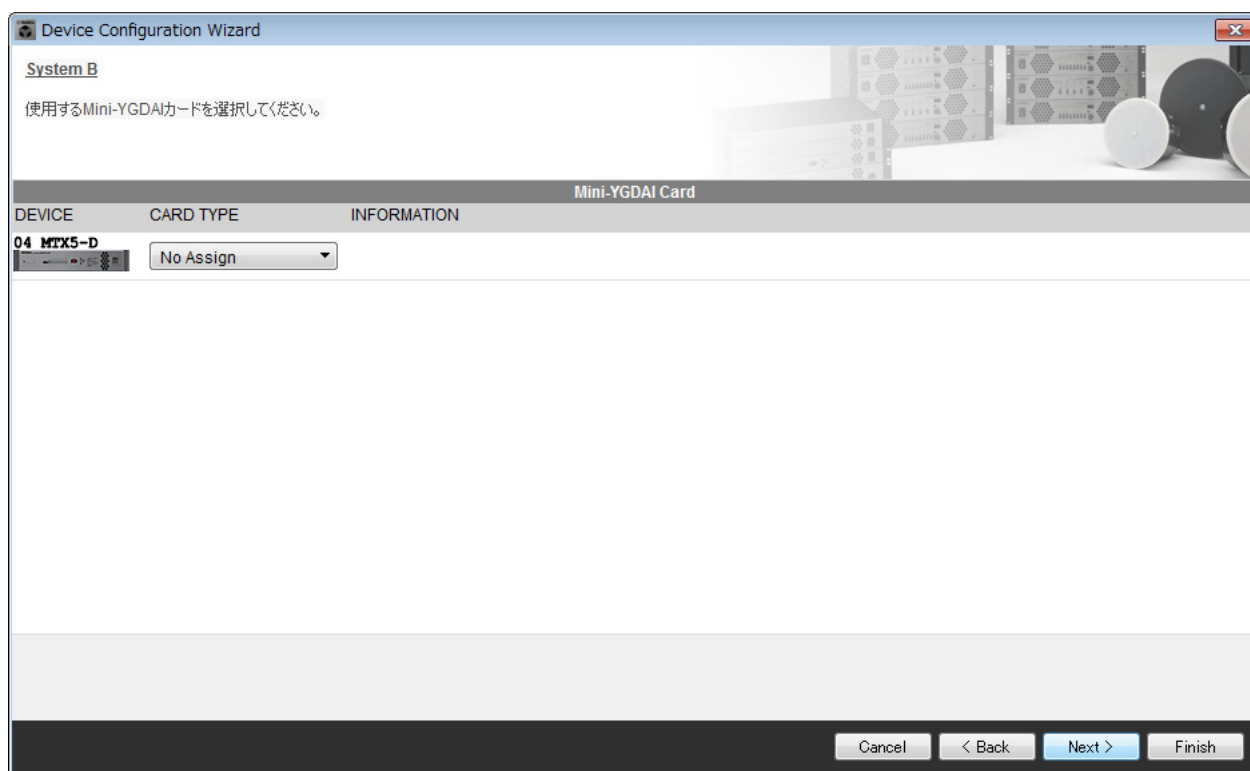 Device Configuration Wizard
System B
使用するMini-YGDAIカードを選択してください。
Mini-YGDAI Card
DEVICE CARD TYPE INFORMATION
04 MTX5-D
No Assign
Cancel < Back Next > Finish